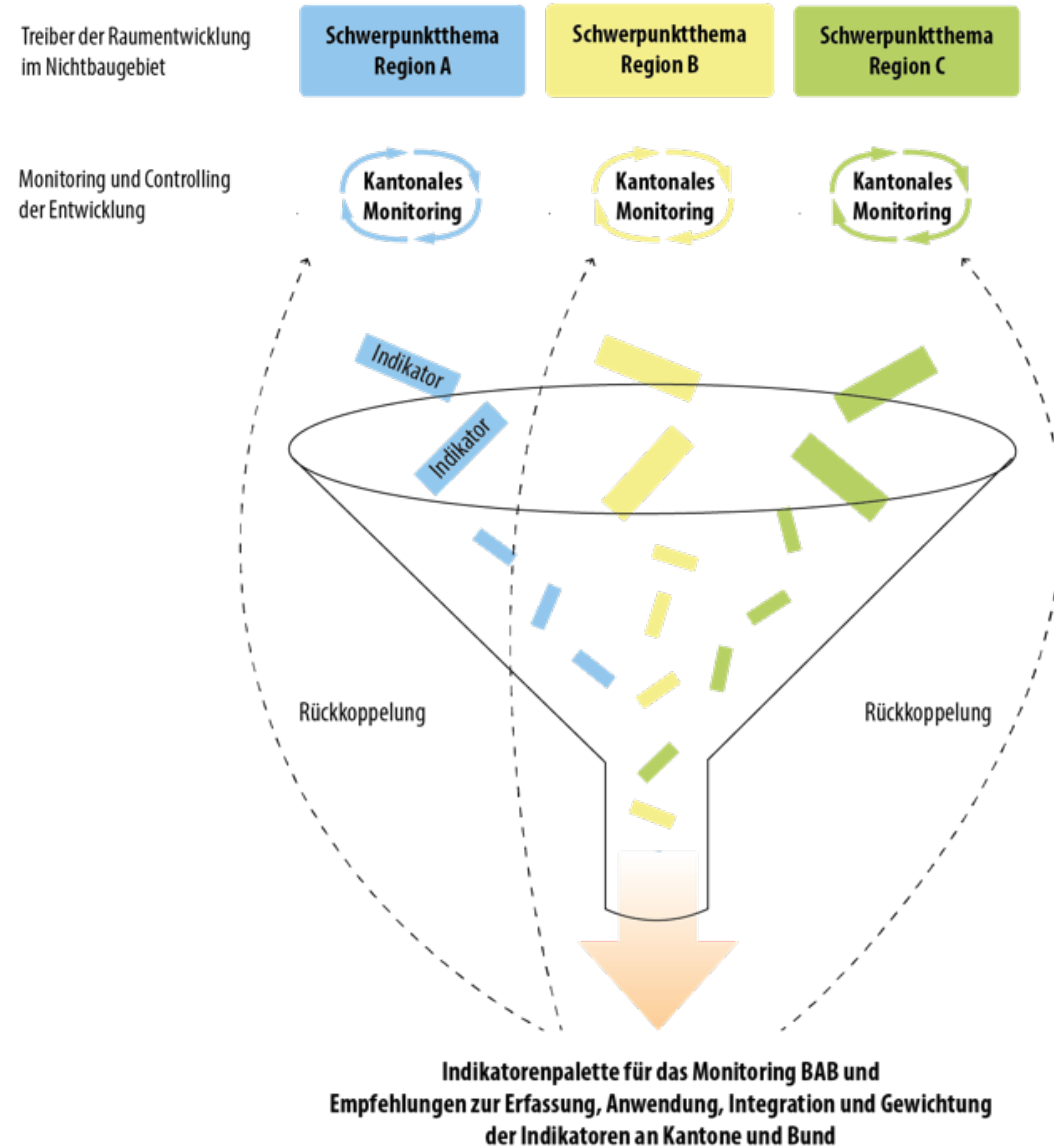 Treiber der Raumentwicklung
im Nichtbaugebiet
Schwerpunktthema
Region A
Schwerpunktthema
Region B
Schwerpunktthema
Region C
Monitoring und Controlling
der Entwicklung
Kantonales
Monitoring
Kantonales
Monitoring
Kantonales
Monitoring
Indikator
Indikator
Rückkoppelung
Rückkoppelung
Indikatorenpalette für das Monitoring BAB und
Empfehlungen zur Erfassung, Anwendung, Integration und Gewichtung
der Indikatoren an Kantone und Bund